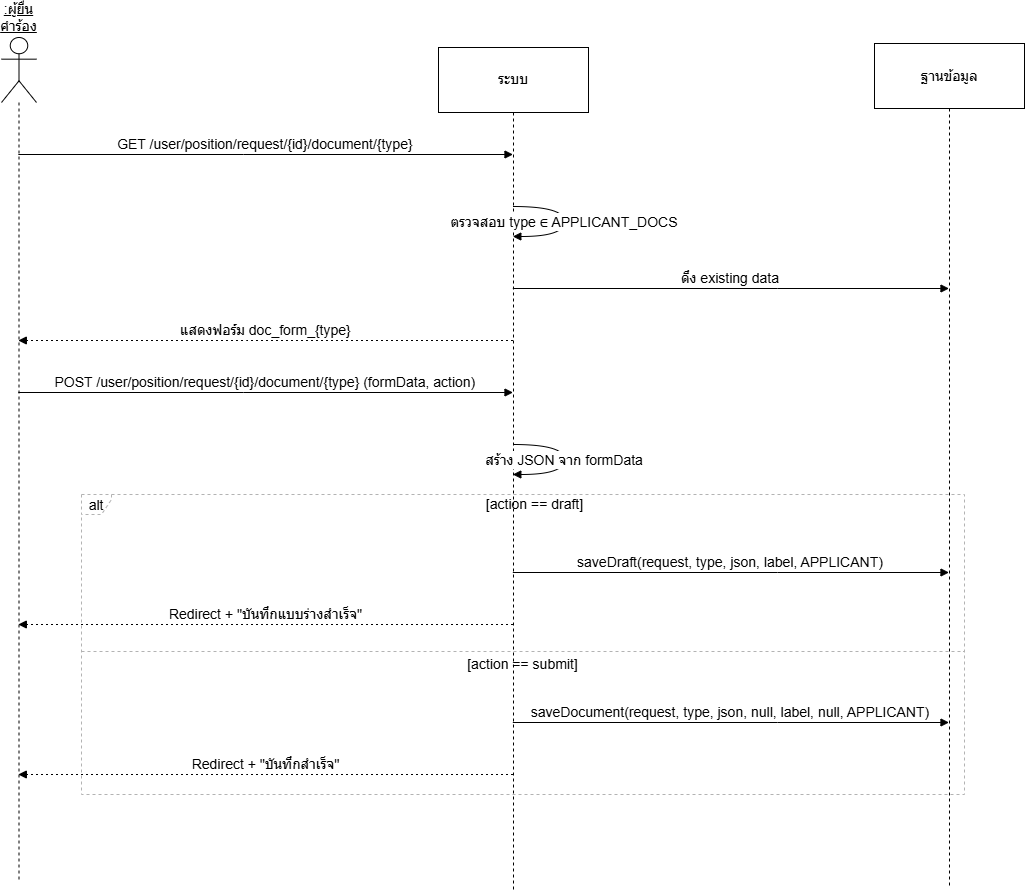 :ผู้ยื่น
คำร้อง
ระบบ
ฐานข้อมูล
GET /user/position/request/{id}/document/{type}
ตรวจสอบ type ∈ APPLICANT_DOCS
ดึง existing data
แสดงฟอร์ม doc_form_{type}
POST /user/position/request/{id}/document/{type} (formData, action)
สร้าง JSON จาก formData
alt
[action == draft]
saveDraft(request, type, json, label, APPLICANT)
Redirect + "บันทึกแบบร่างสำเร็จ"
[action == submit]
saveDocument(request, type, json, null, label, null, APPLICANT)
Redirect + "บันทึกสำเร็จ"